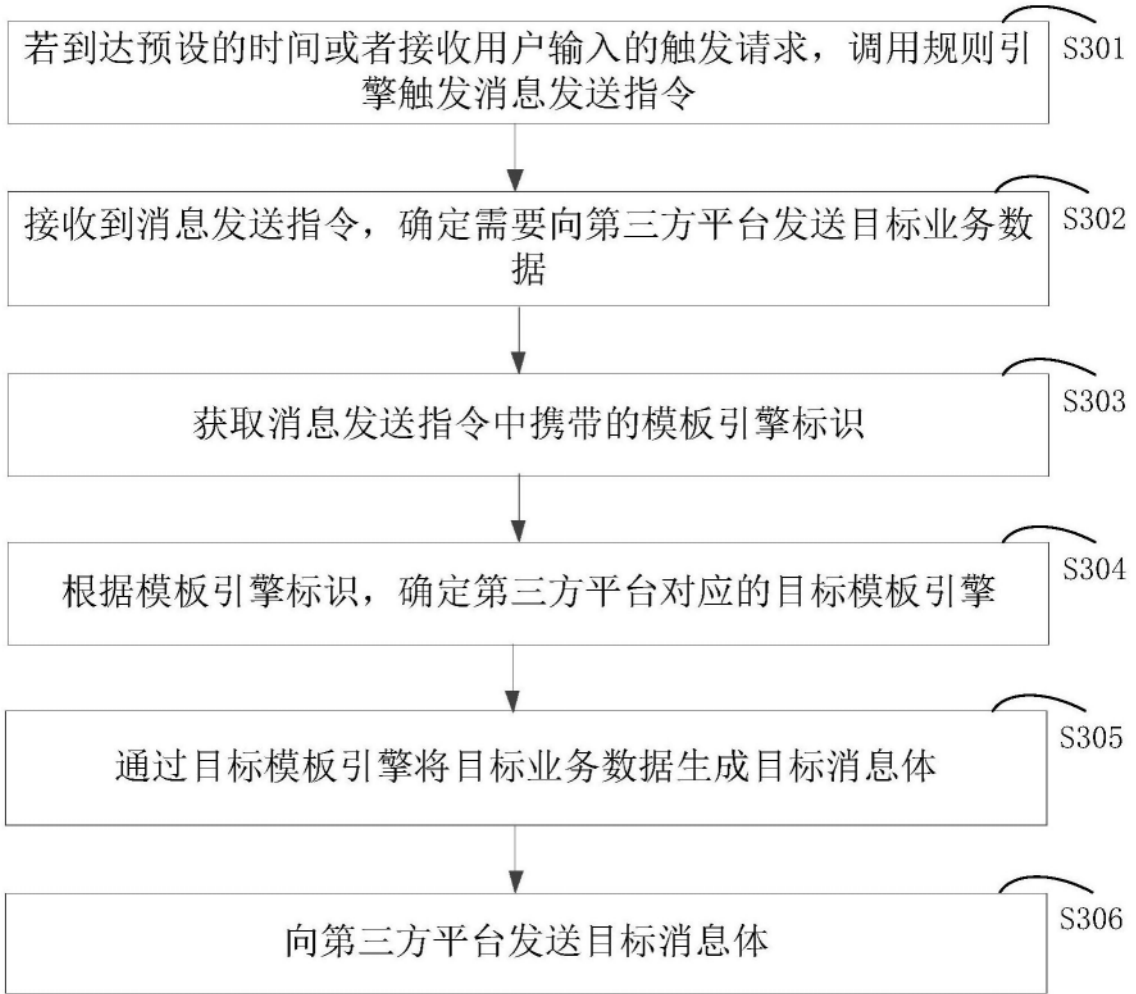 若到达预设的时间或者接收用户输入的触发请求，调用规则引
擎触发消息发送指令
S301
接收到消息发送指令，确定需要向第三方平台发送目标业务数
据
S302
获取消息发送指令中携带的模板引擎标识
S303
根据模板引擎标识，确定第三方平台对应的目标模板引擎
S304
通过目标模板引擎将目标业务数据生成目标消息体
S305
向第三方平台发送目标消息体
S306